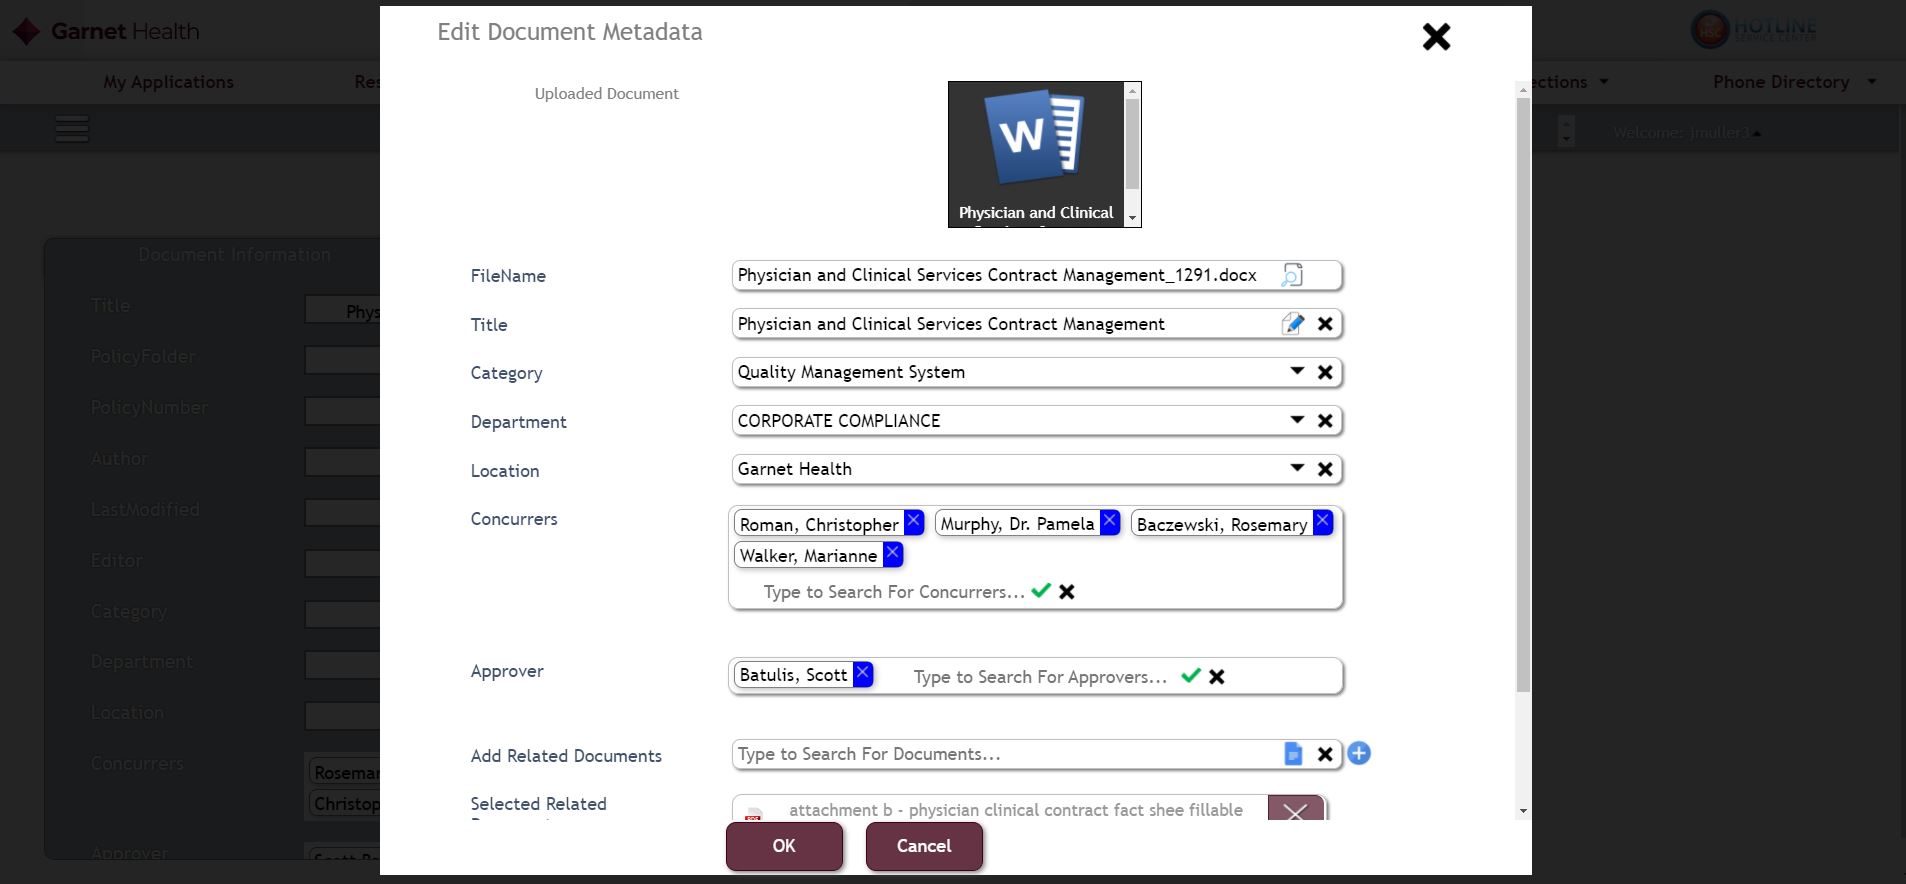 Garnet Health
HOTLINE
SERVICE CENTER
HSC
My Applications
Res
ections
Phone Directory
Welcome: jmuller3
Edit Document Metadata
Uploaded Document
W
Physician and Clinical
FileName
Physician and Clinical Services Contract Management_1291.docx
Title
Physician and Clinical Services Contract Management
Category
Quality Management System
Department
CORPORATE COMPLIANCE
Location
Garnet Health
Concurrers
Roman, Christopher
Murphy, Dr. Pamela
Baczewski, Rosemary
Walker, Marianne
Type to Search For Concurrers...
Approver
Batulis, Scott
Type to Search For Approvers...
Add Related Documents
Type to Search For Documents...
Selected Related
attachment b - physician clinical contract fact shee fillable
OK
Cancel
Document Information
Title
Phys
PolicyFolder
PolicyNumber
Author
LastModified
Editor
Category
Department
Location
Concurrers
Rosemar
Christop
Approver